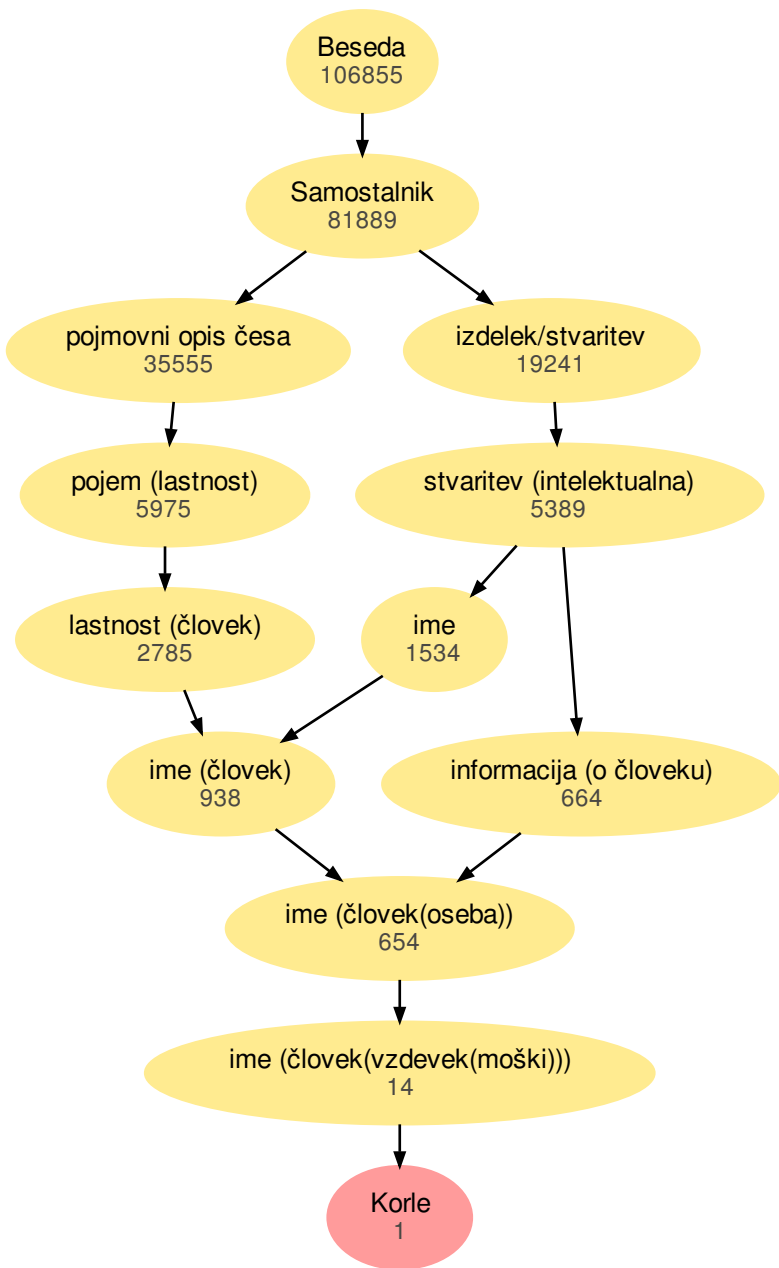 Beseda
106855
Samostalnik
81889
pojmovni opis česa
35555
izdelek/stvaritev
19241
pojem (lastnost)
5975
stvaritev (intelektualna)
5389
lastnost (človek)
2785
ime
1534
ime (človek)
938
informacija (o človeku)
664
ime (človek(oseba))
654
ime (človek(vzdevek(moški)))
14
Korle
1